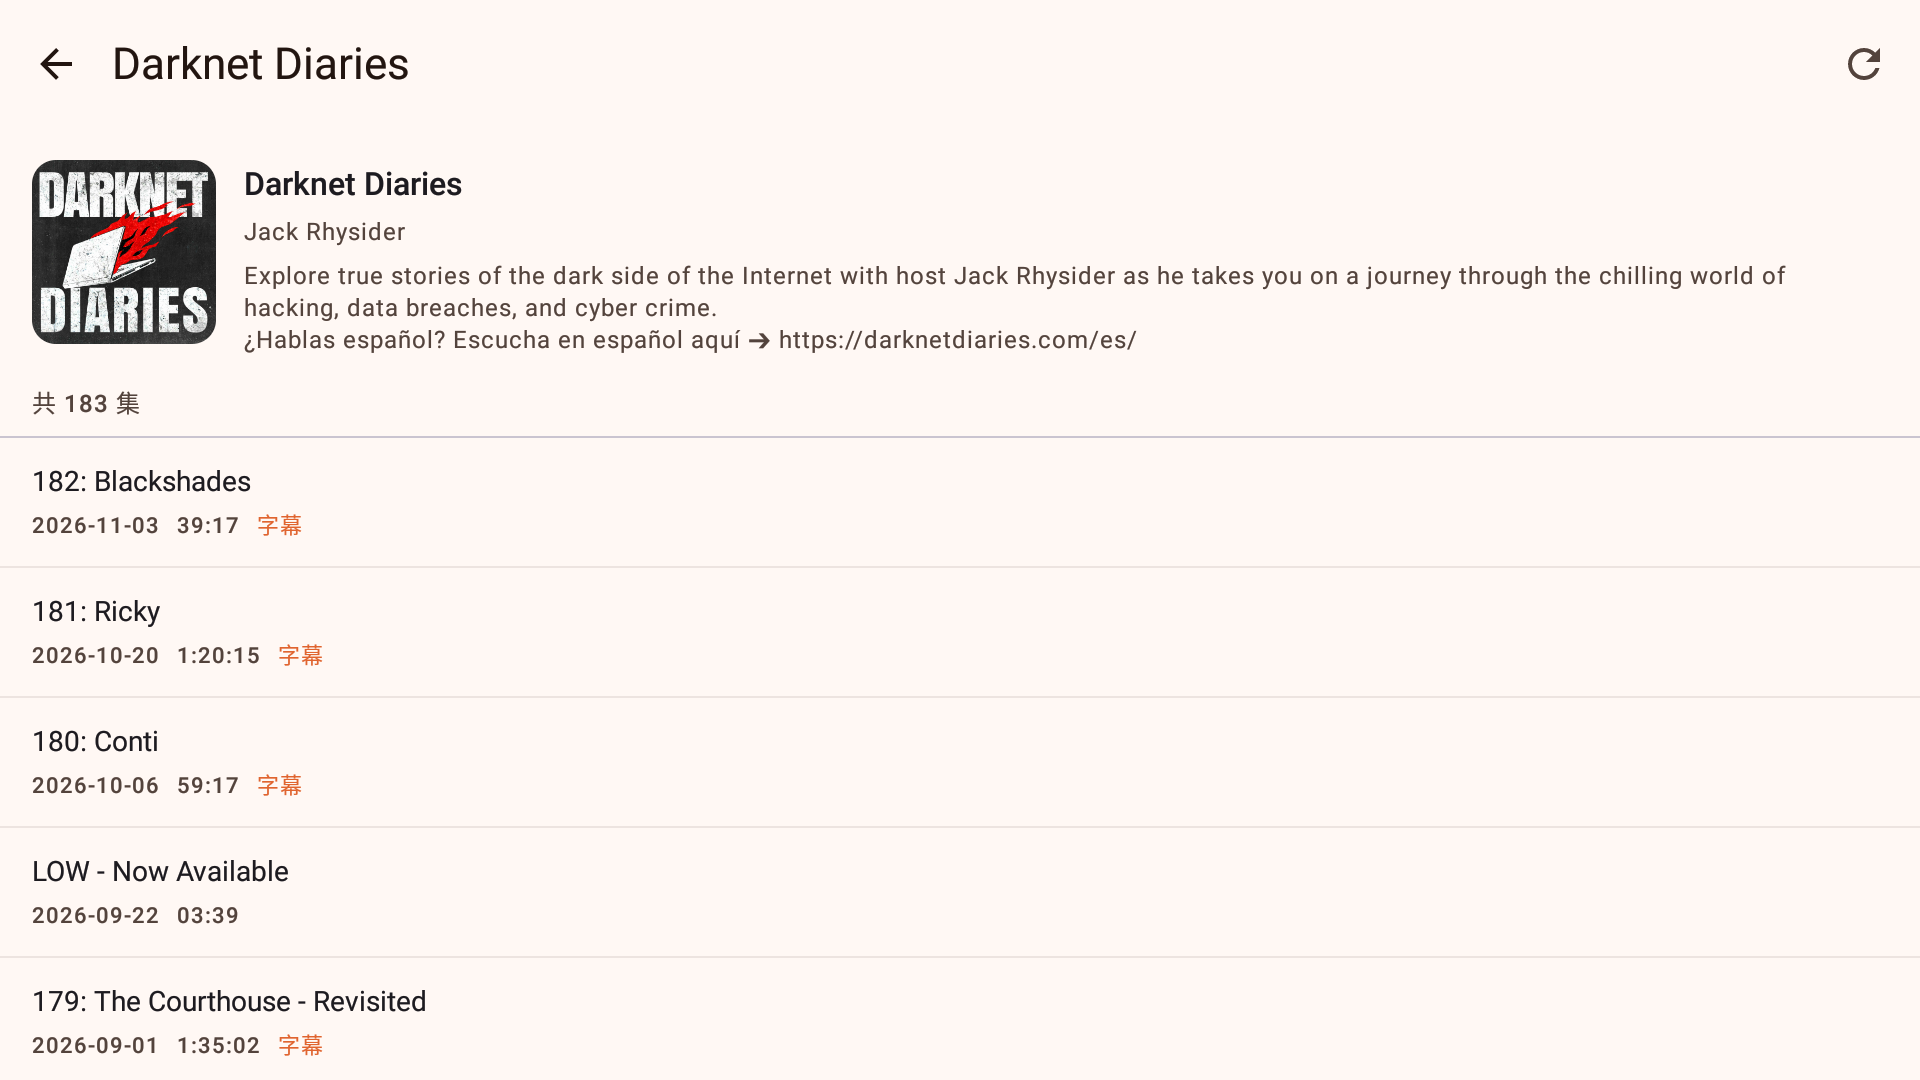 Darknet Diaries
DARKNET
DIARIES
Darknet Diaries
Jack Rhysider
Explore true stories of the dark side of the Internet with host Jack Rhysider as he takes you on a journey through the chilling world of
hacking, data breaches, and cyber crime.
¿Hablas español? Escucha en español aquí → https://darknetdiaries.com/es/
共 183 集
182: Blackshades
2026-11-03 39:17 字幕
181: Ricky
2026-10-20 1:20:15 字幕
180: Conti
2026-10-06 59:17 字幕
LOW - Now Available
2026-09-22 03:39
179: The Courthouse - Revisited
2026-09-01 1:35:02 字幕